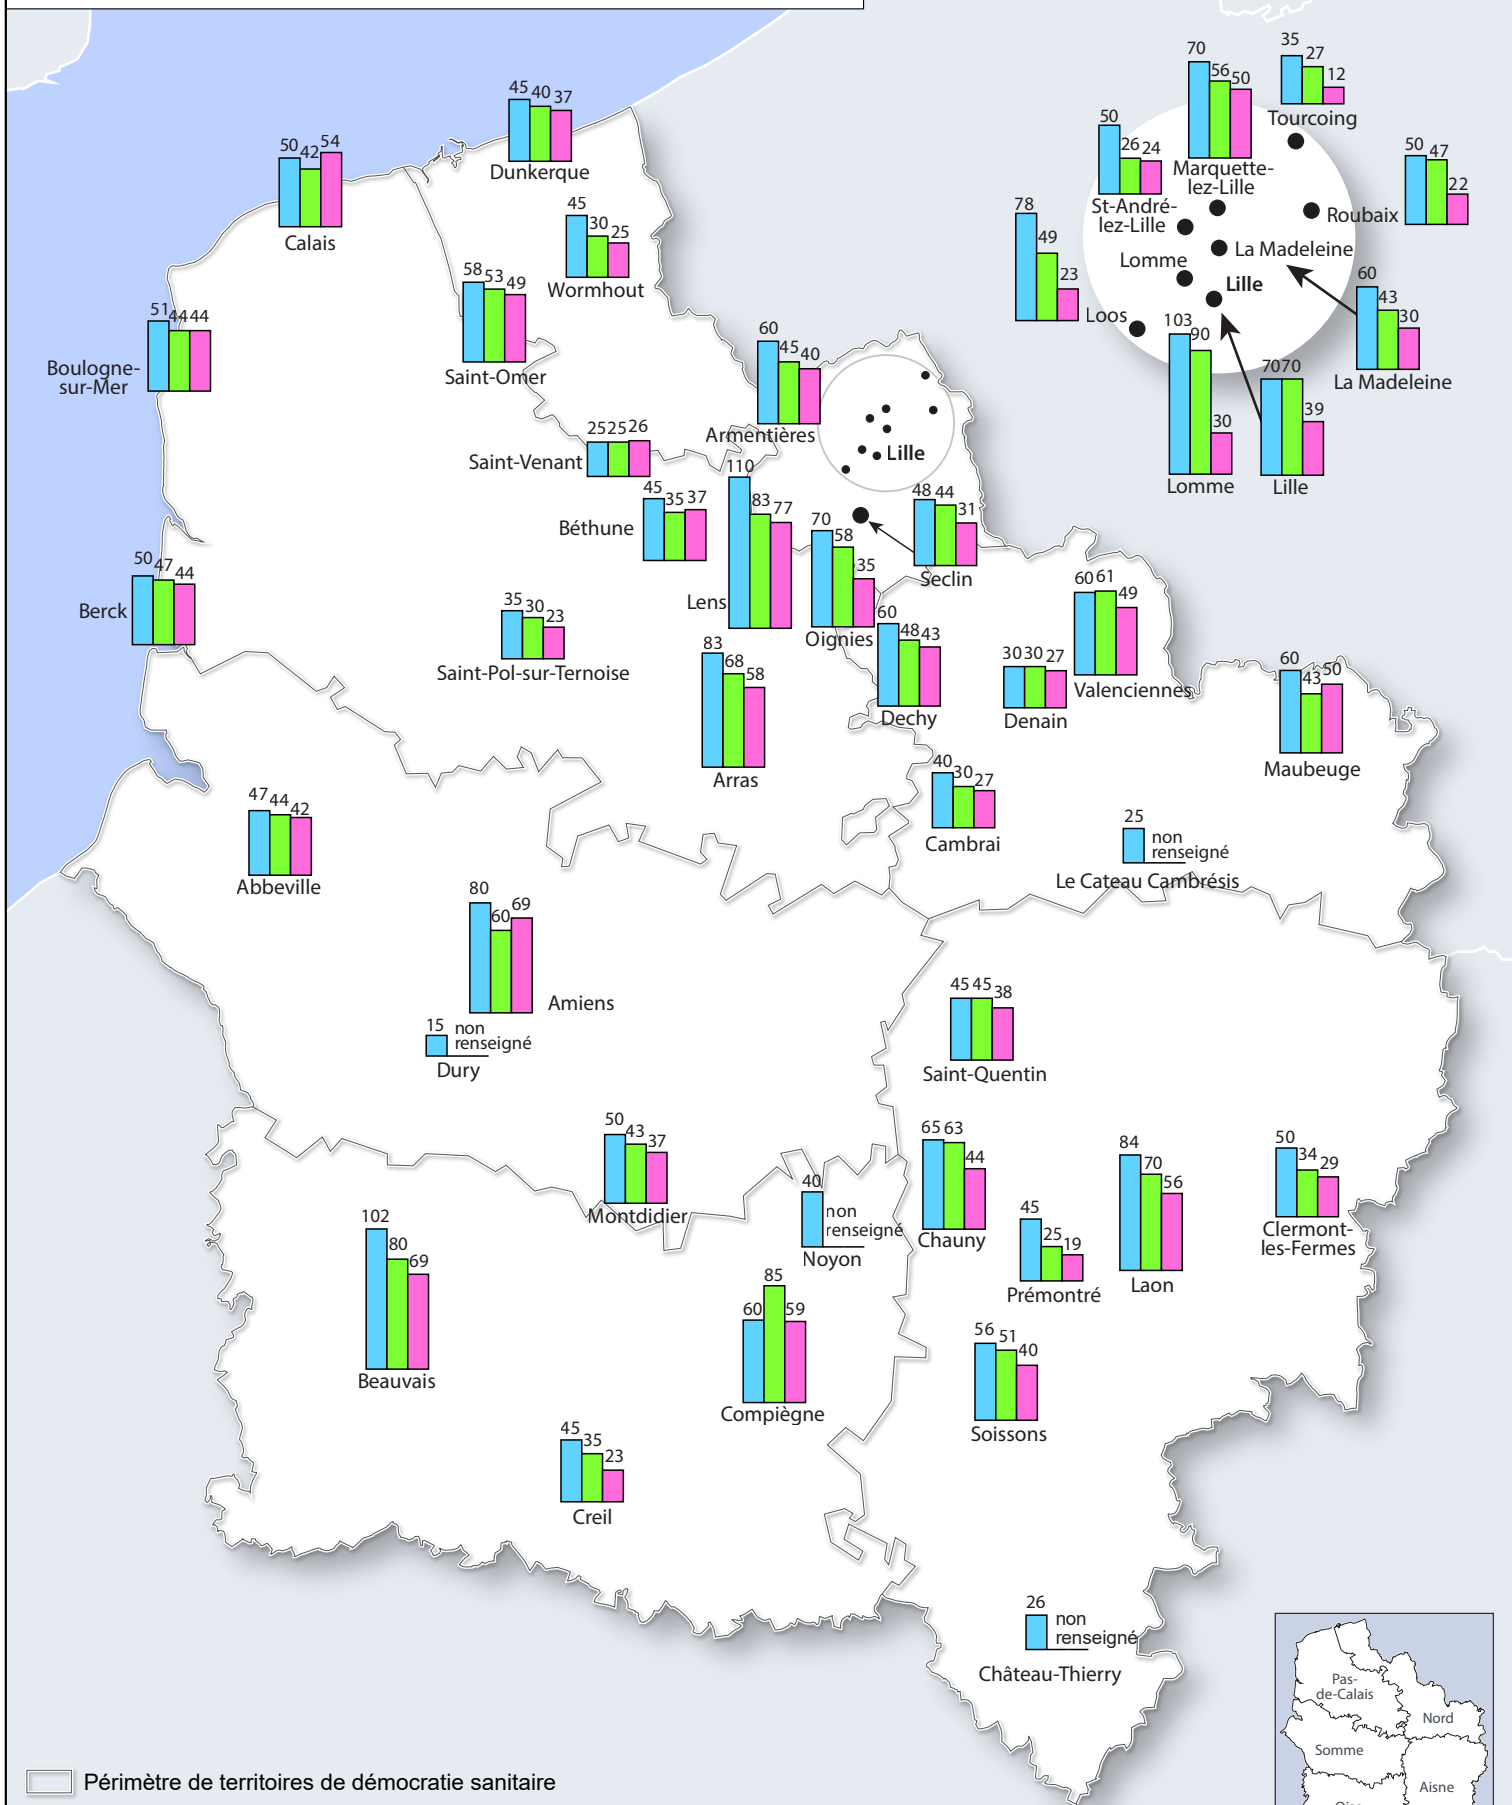 35
27
12
Tourcoing
70
56
50
Marquette-
lez-Lille
50
26
24
St-André-
lez-Lille
50
47
22
Roubaix
La Madeleine
Lomme
Lille
Loos
78
49
23
60
43
30
La Madeleine
103
90
30
Lomme
70
70
39
Lille
45
40
37
Dunkerque
50
42
54
Calais
45
30
25
Wormhout
58
53
49
Saint-Omer
51
44
44
Boulogne-
sur-Mer
60
45
40
Armentières
Lille
25
25
26
Saint-Venant
45
35
37
Béthune
110
83
77
Lens
70
58
35
Oignies
48
44
31
Seclin
50
47
44
Berck
35
30
23
Saint-Pol-sur-Ternoise
83
68
58
Arras
60
48
43
Dechy
30
30
27
Denain
60
61
49
Valenciennes
60
43
50
Maubeuge
40
30
27
Cambrai
25
non
renseigné
Le Cateau Cambrésis
47
44
42
Abbeville
80
60
69
Amiens
15
non
renseigné
Dury
45
45
38
Saint-Quentin
50
43
37
Montdidier
40
non
renseigné
Noyon
65
63
44
Chauny
45
25
19
Prémontré
84
70
56
Laon
50
34
29
Clermont-
les-Fermes
102
80
69
Beauvais
60
85
59
Compiègne
56
51
40
Soissons
45
35
23
Creil
26
non
renseigné
Château-Thierry
Pas-
de-Calais
Nord
Somme
Aisne
Périmètre de territoires de démocratie sanitaire